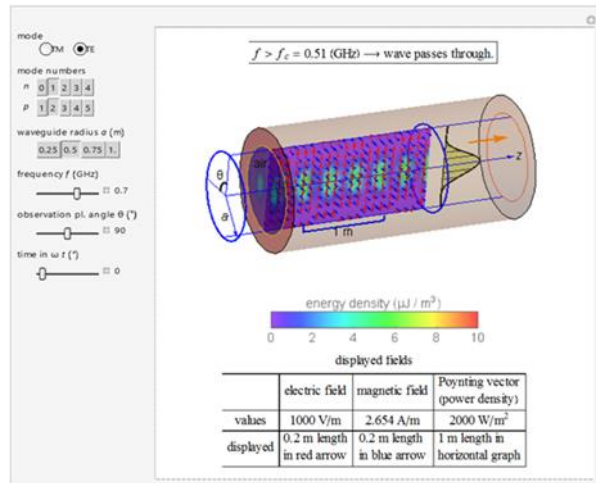 mode
TM TE
mode numbers
n 0 1 2 3 4
p 1 2 3 4 5
waveguide radius a (m)
0.25 0.5 0.75 1.
frequency f (GHz)
0.7
observation pl. angle θ (°)
90
time in ω t (°)
0
f > f_c = 0.51 (GHz) ⟶ wave passes through.
air
θ
a
z
1 m
energy density (μJ / m³)
0 2 4 6 8 10
displayed fields
electric field magnetic field Poynting vector
(power density)
values 1000 V/m 2.654 A/m 2000 W/m²
displayed 0.2 m length 0.2 m length 1 m length in
in red arrow in blue arrow horizontal graph